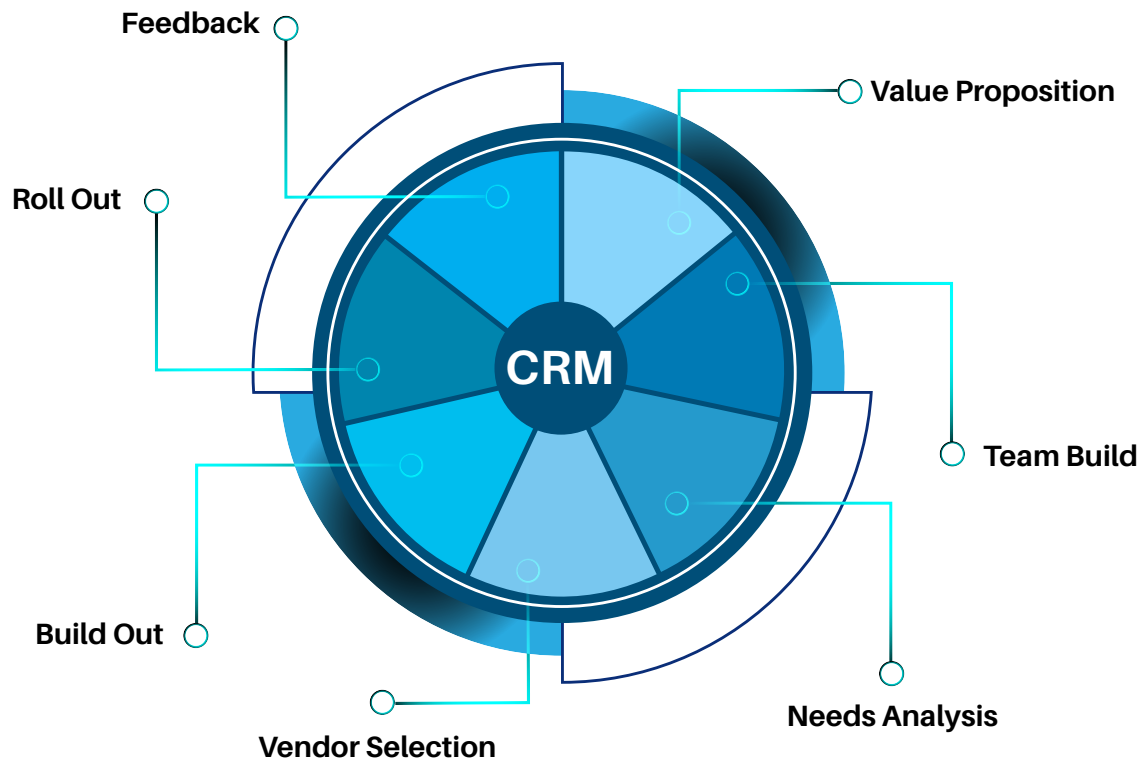 Feedback
Value Proposition
Roll Out
CRM
Team Build
Build Out
Needs Analysis
Vendor Selection